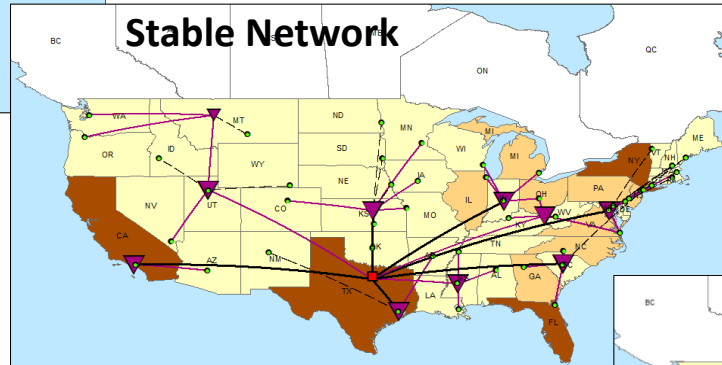 Stable Network
BC
ON
QC
WA
MT
ND
MN
ME
VT
NH
OR
ID
SD
WI
MI
MI
NY
WY
IA
NE
PA
NV
UT
CO
IL
OH
KS
MO
WV
VA
KY
CA
TN
NC
AZ
NM
OK
AL
GA
TX
LA
FL
BC